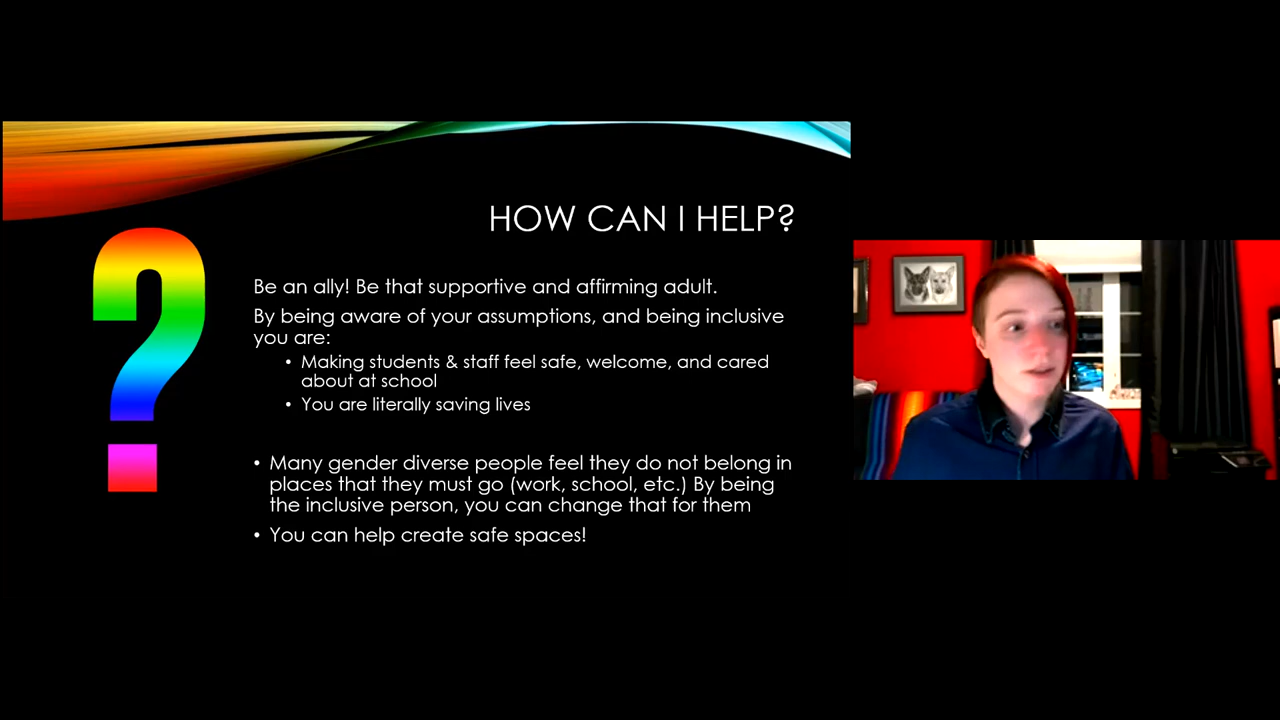 HOW CAN I HELP?
Be an ally! Be that supportive and affirming adult.
By being aware of your assumptions, and being inclusive
you are:
• Making students & staff feel safe, welcome, and cared
about at school
• You are literally saving lives
• Many gender diverse people feel they do not belong in
places that they must go (work, school, etc.) By being
the inclusive person, you can change that for them
• You can help create safe spaces!
?